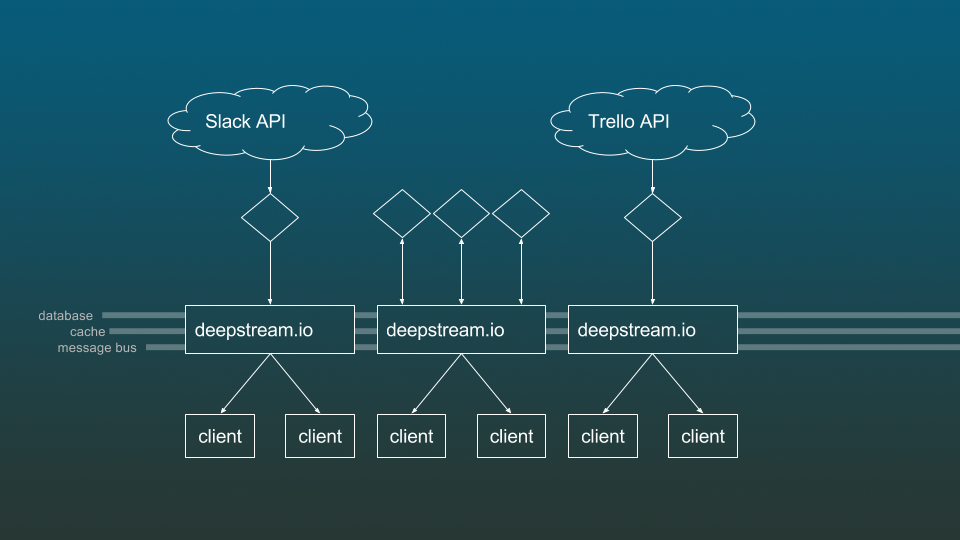 Slack API
Trello API
database
cache
message bus
deepstream.io
deepstream.io
deepstream.io
client
client
client
client
client
client